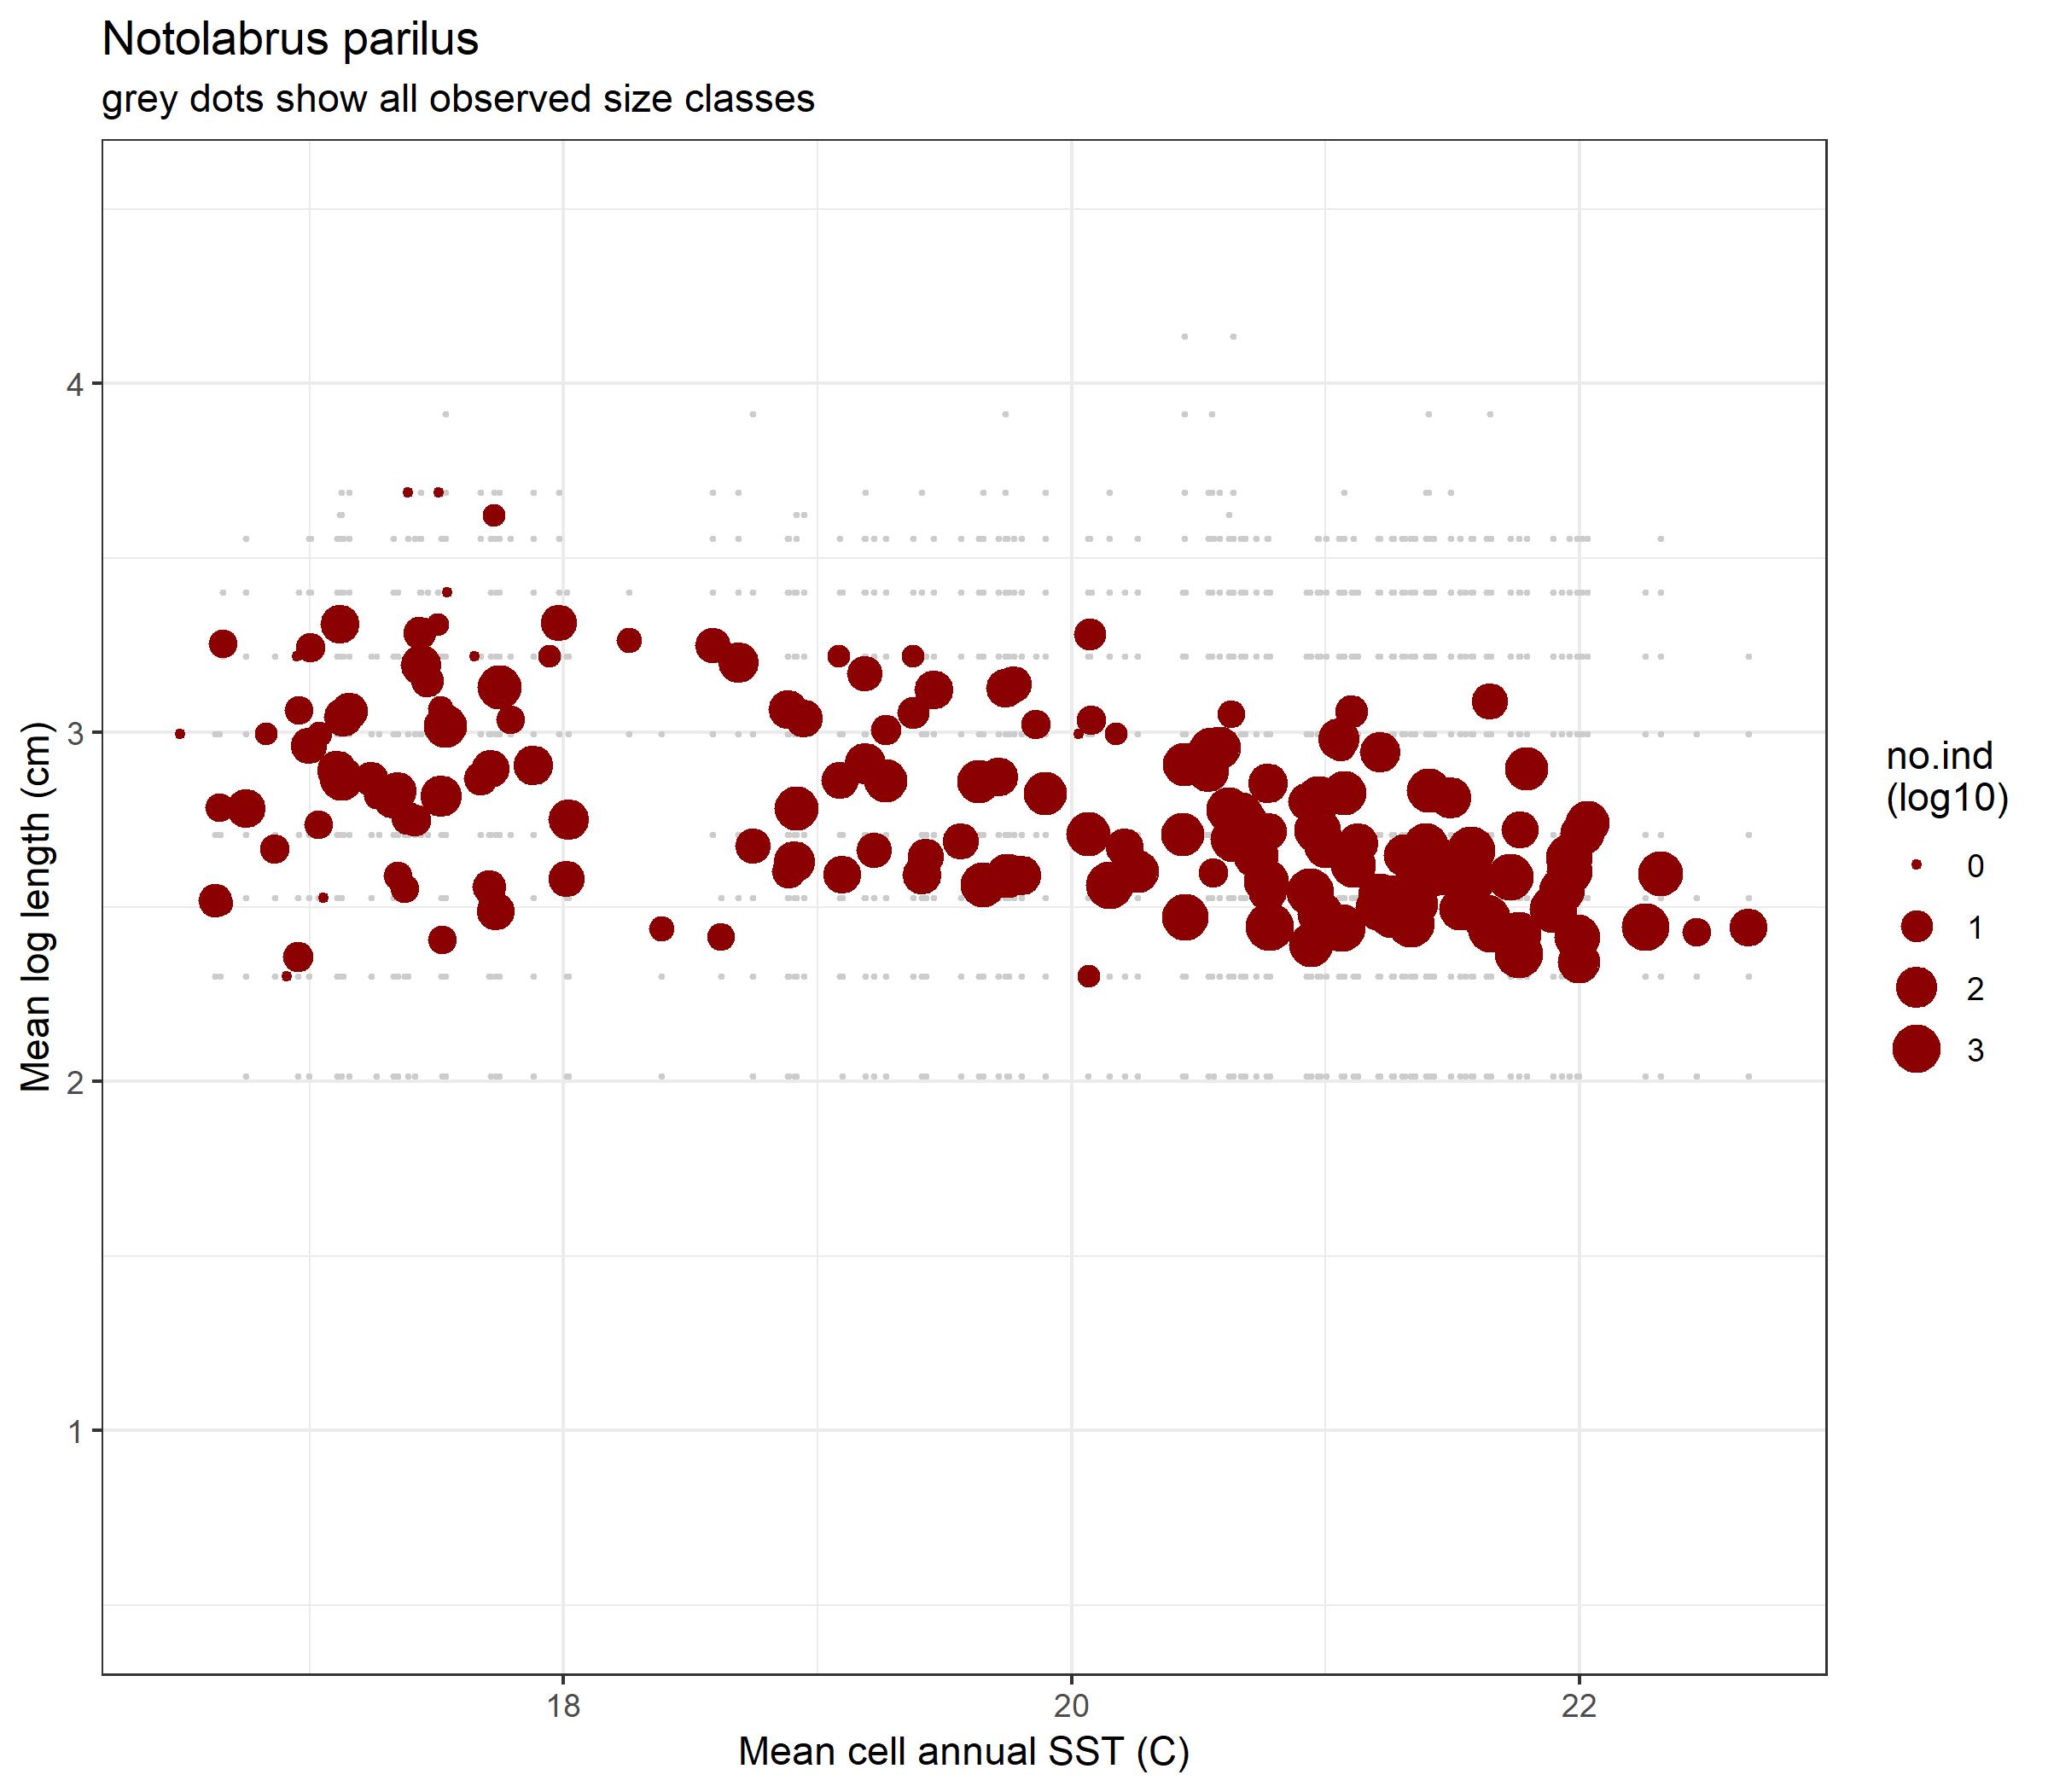 Notolabrus parilus
grey dots show all observed size classes
Mean log length (cm)
4
3
2
1
18
20
22
Mean cell annual SST (C)
no.ind
(log10)
0
1
2
3